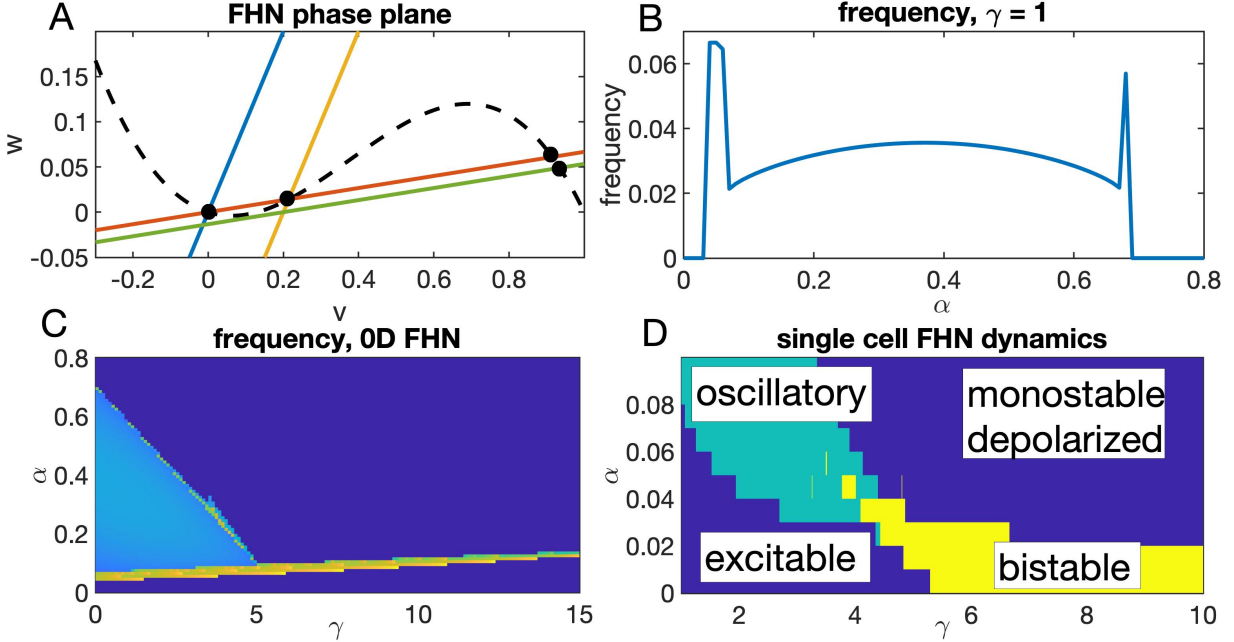 A
FHN phase plane
w
0.15
0.1
0.05
0
-0.05
-0.2 0 0.2 0.4 0.6 0.8
v
B
frequency, γ = 1
frequency
0.06
0.04
0.02
0
0 0.2 0.4 0.6 0.8
α
C
frequency, 0D FHN
α
0.8
0.6
0.4
0.2
0
0 5 10 15
γ
D
single cell FHN dynamics
α
0.08
0.06
0.04
0.02
0
oscillatory
monostable
depolarized
excitable
bistable
2 4 6 8 10
γ